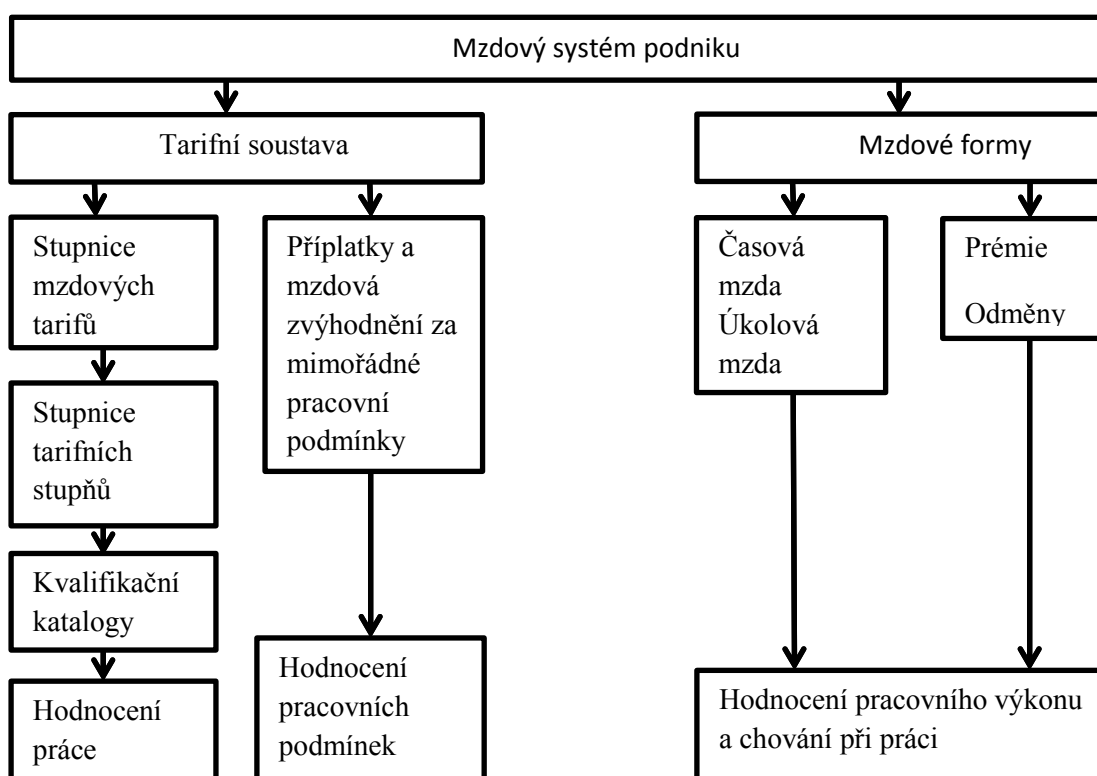 Mzdový systém podniku
Tarifní soustava
Mzdové formy
Stupnice
mzdových
tarifů
Příplatky a
mzdová
zvýhodnění za
mimořádné
pracovní
podmínky
Časová
mzda
Úkolová
mzda
Prémie
Odměny
Stupnice
tarifních
stupňů
Kvalifikační
katalogy
Hodnocení
práce
Hodnocení
pracovních
podmínek
Hodnocení pracovního výkonu
a chování při práci